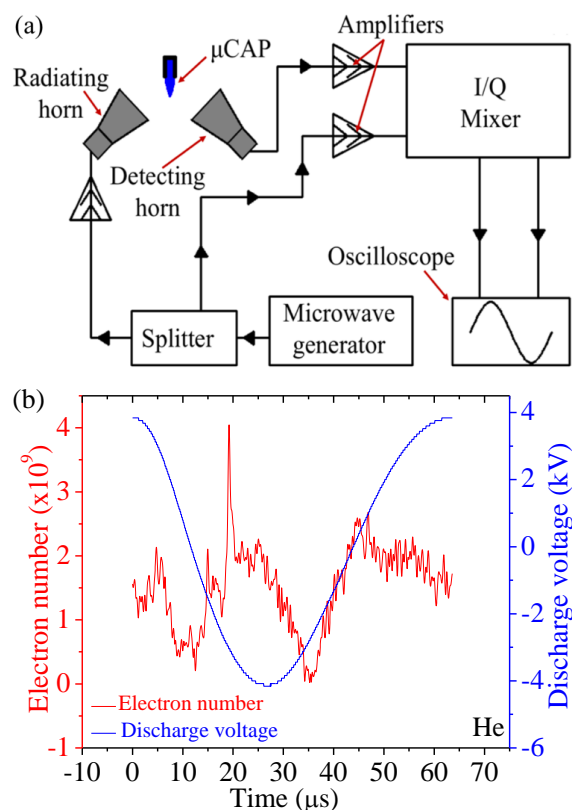 (a)
Amplifiers
μCAP
Radiating
horn
I/Q
Mixer
Detecting
horn
Oscilloscope
Splitter
Microwave
generator
(b)
4
3
2
1
0
-1
Electron number (x10⁹)
6
4
2
0
-2
-4
-6
Discharge voltage (kV)
Electron number
Discharge voltage
He
-10 0 10 20 30 40 50 60 70
Time (μs)